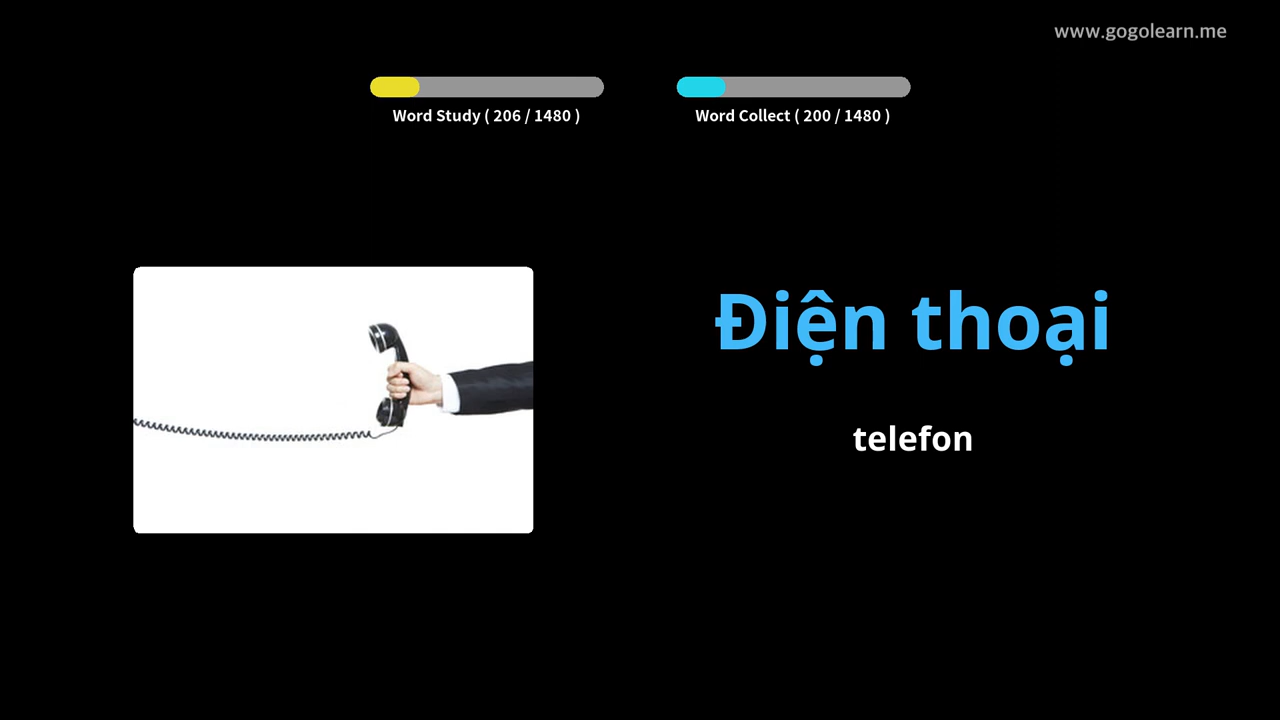 www.gogolearn.me
Word Study ( 206 / 1480 )
Word Collect ( 200 / 1480 )
Điện thoại
telefon